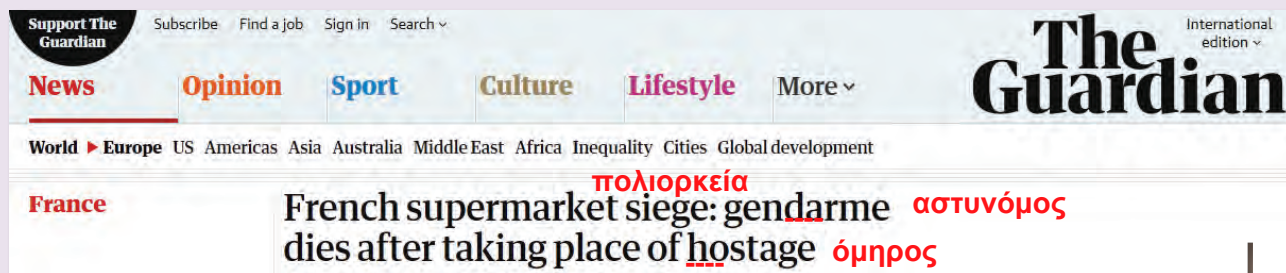 Support The
Guardian
Subscribe Find a job Sign in Search
International
edition
The
Guardian
News Opinion Sport Culture Lifestyle More
World Europe US Americas Asia Australia Middle East Africa Inequality Cities Global development
πολιορκεία
France
French supermarket siege: gendarme αστυνόμος
dies after taking place of hostage όμηρος